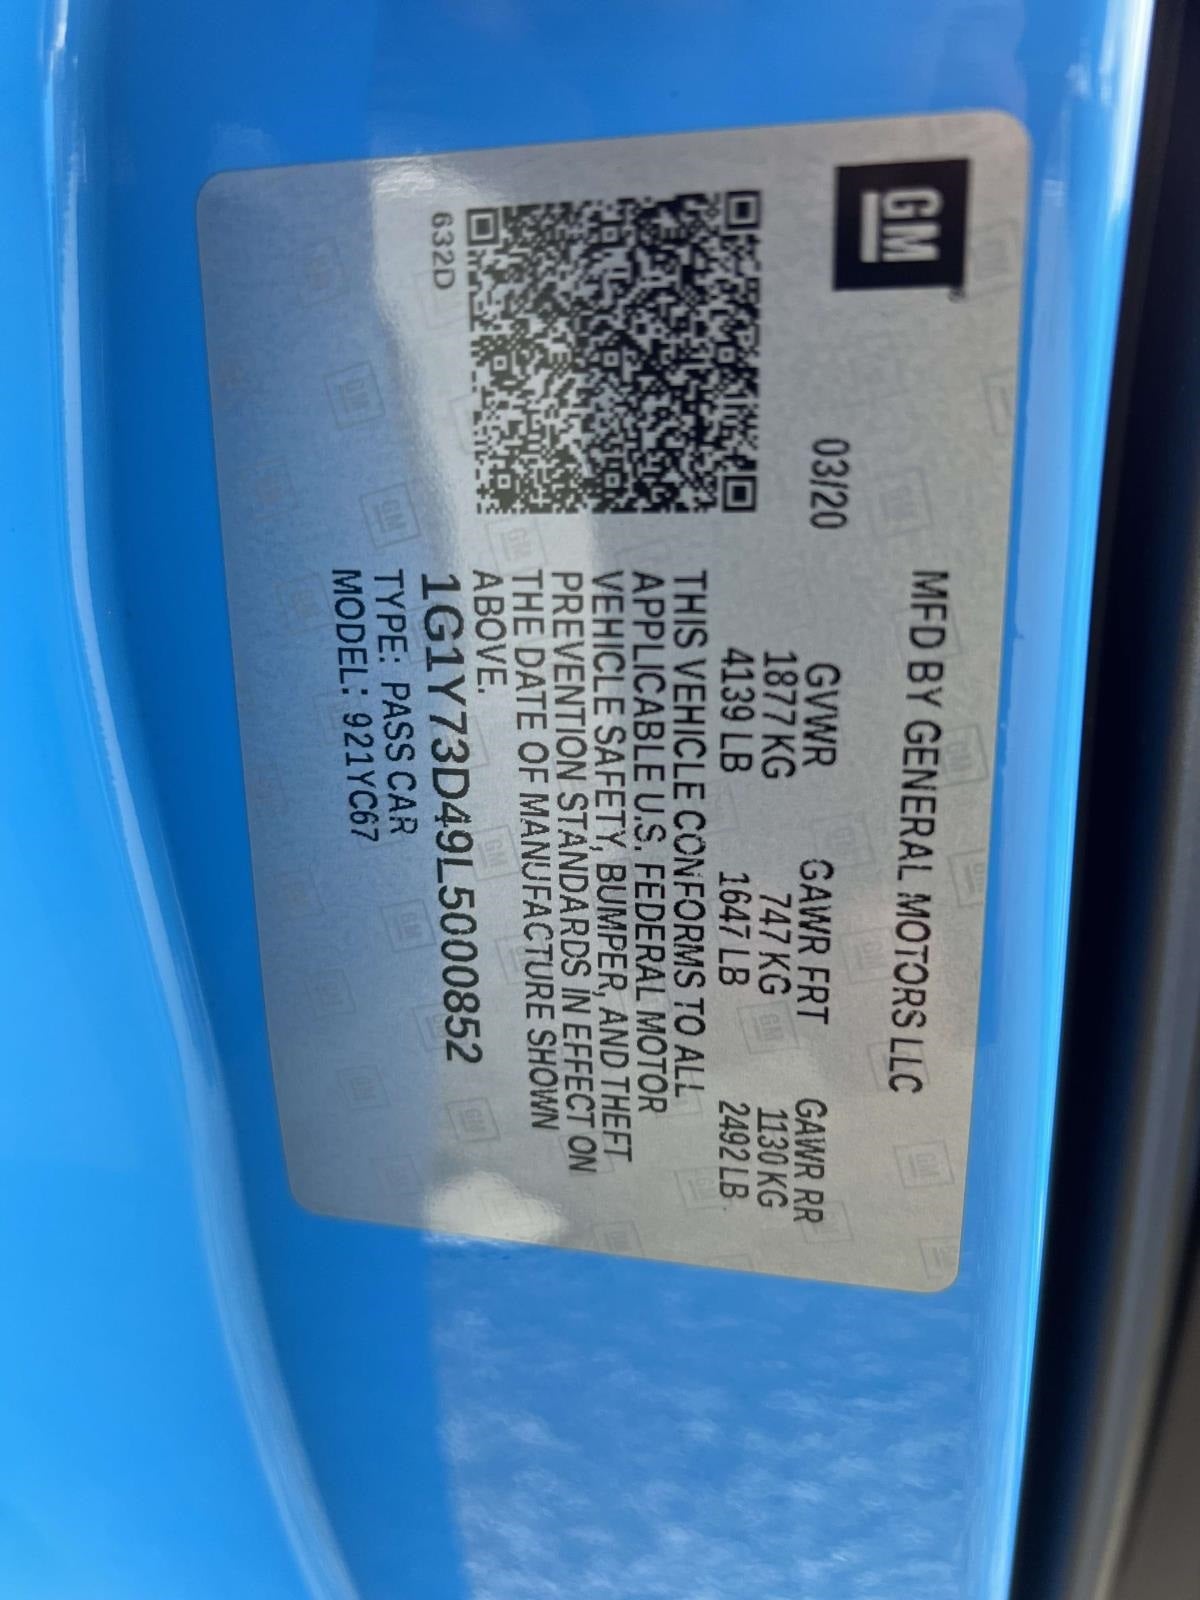 GM
MFD BY GENERAL MOTORS LLC
03/20
GVWR GAWR FRT GAWR RR
1877 KG 747 KG 1130 KG
4139 LB 1647 LB 2492 LB
THIS VEHICLE CONFORMS TO ALL
APPLICABLE U.S. FEDERAL MOTOR
VEHICLE SAFETY, BUMPER, AND THEFT
PREVENTION STANDARDS IN EFFECT ON
THE DATE OF MANUFACTURE SHOWN
ABOVE.
632D
1G1Y73D49L5000852
TYPE: PASS CAR
MODEL: 921YC67